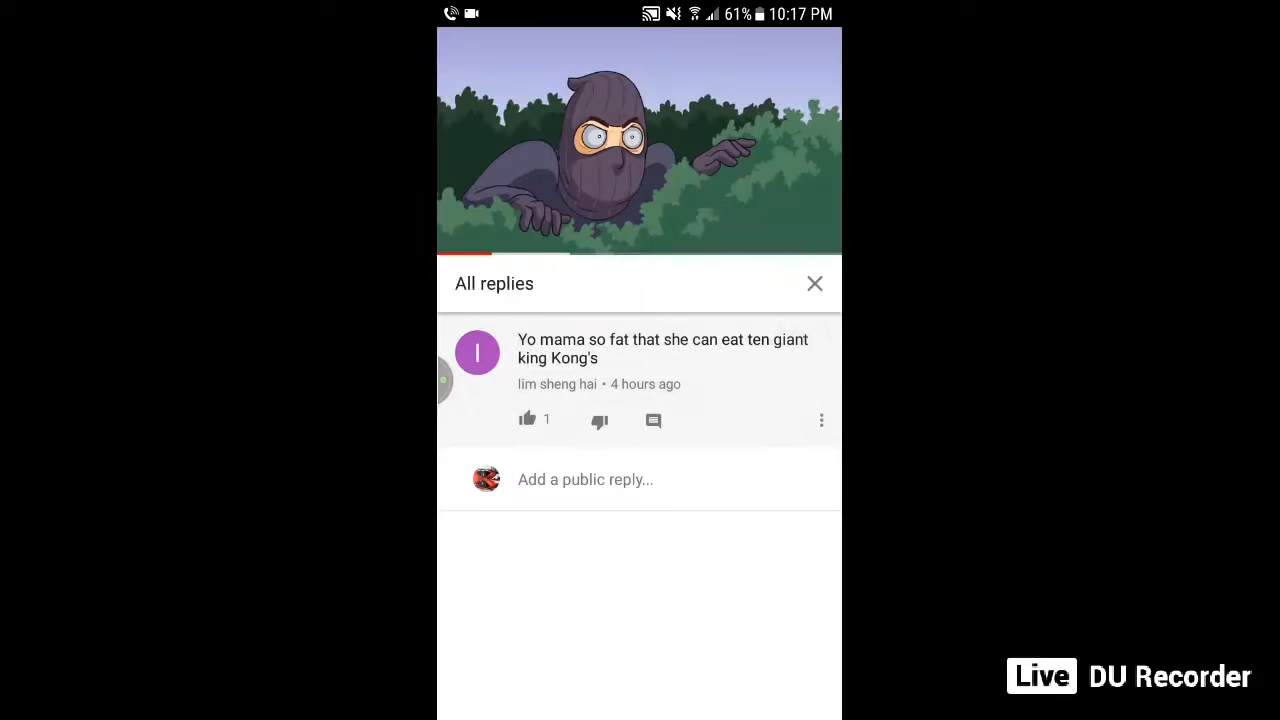 61% 10:17 PM
All replies
I
Yo mama so fat that she can eat ten giant
king Kong's
lim sheng hai • 4 hours ago
1
Add a public reply...
Live DU Recorder